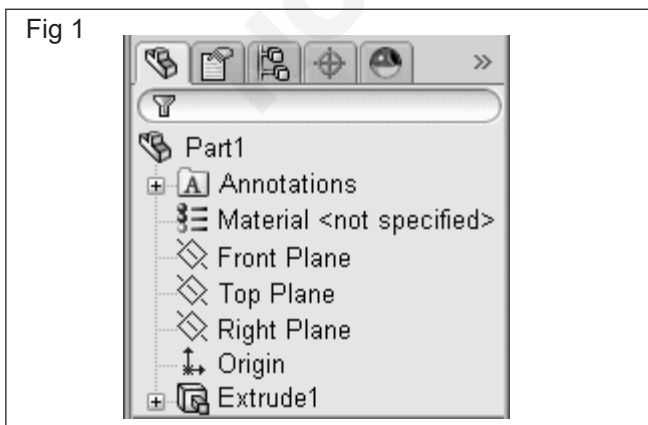 Fig 1
Part1
A Annotations
Material <not specified>
Front Plane
Top Plane
Right Plane
Origin
Extrude1